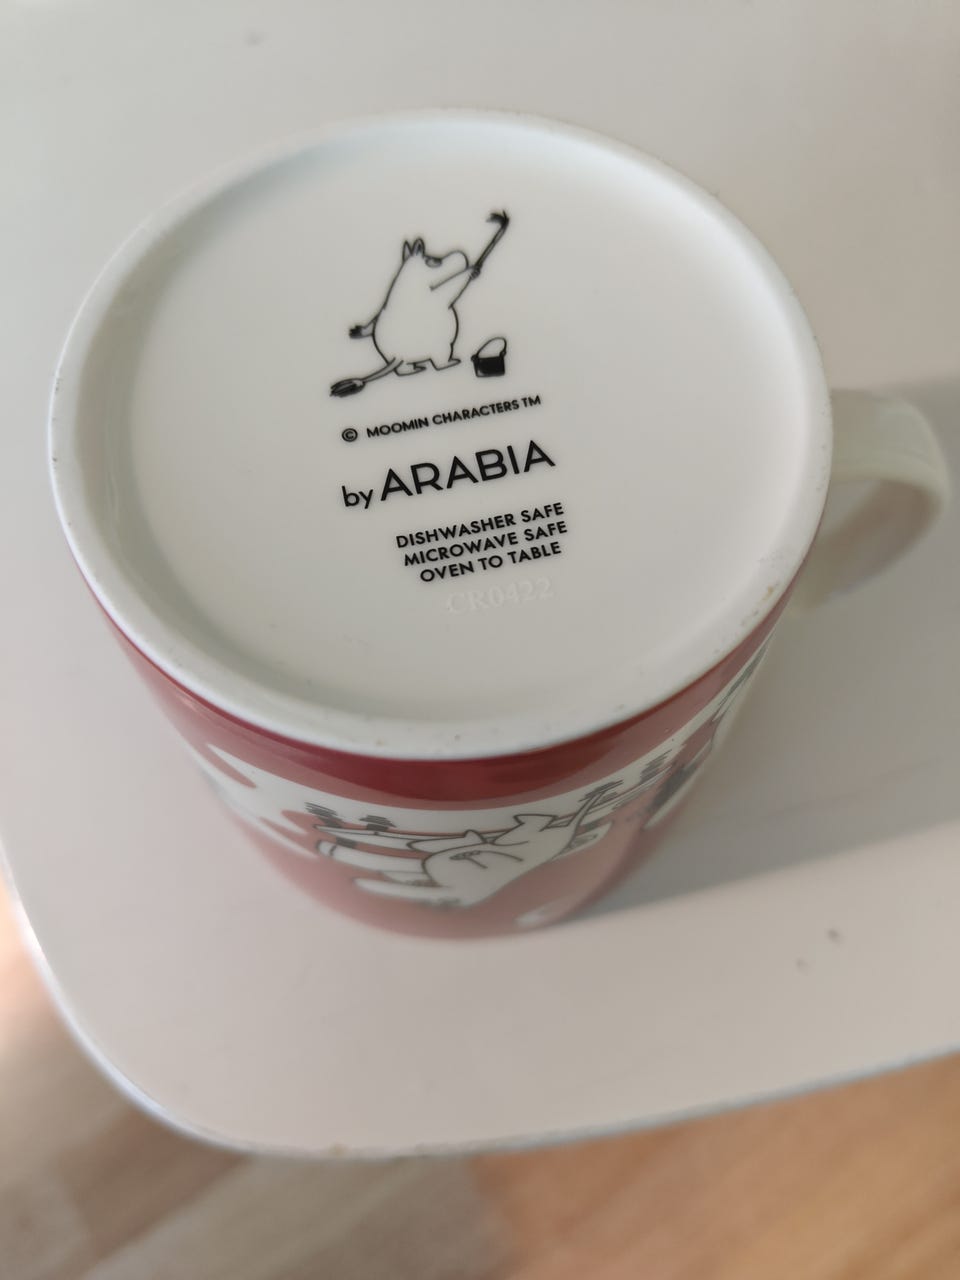 © MOOMIN CHARACTERS TM
by ARABIA
DISHWASHER SAFE
MICROWAVE SAFE
OVEN TO TABLE
CR0422